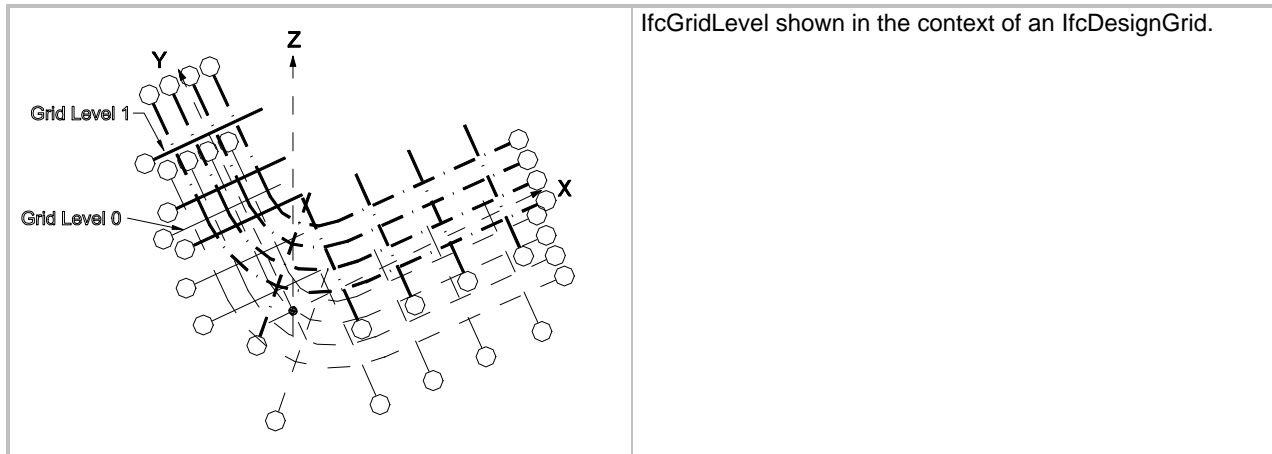 IfcGridLevel shown in the context of an IfcDesignGrid.
Z
Y
Grid Level 1
X
Grid Level 0